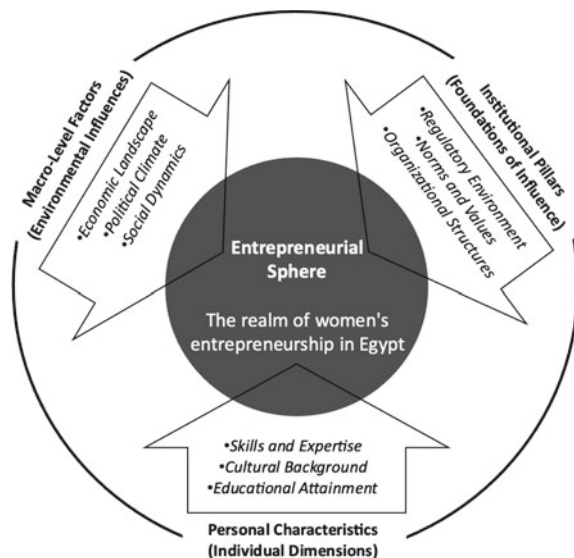 Macro-Level Factors
(Environmental Influences)
•Economic Landscape
•Political Climate
•Social Dynamics
Institutional Pillars
(Foundations of Influence)
•Regulatory Environment
•Norms and Values
•Organizational Structures
Entrepreneurial
Sphere
The realm of women's
entrepreneurship in Egypt
•Skills and Expertise
•Cultural Background
•Educational Attainment
Personal Characteristics
(Individual Dimensions)